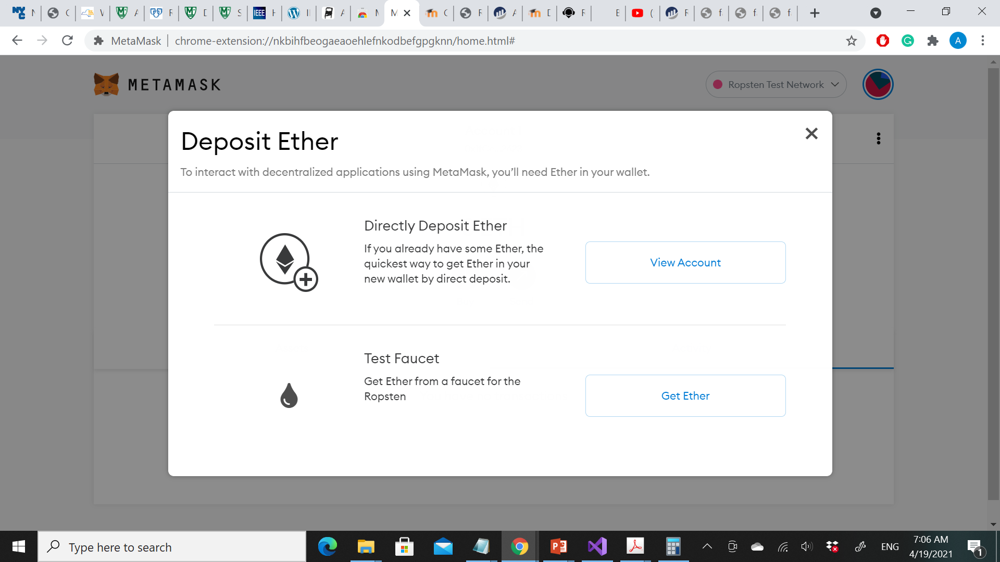 MetaMask
chrome-extension://nkbihfbeogaeaoehlefnkodbefgpgknn/home.html#
A
METAMASK
Ropsten Test Network
Deposit Ether
To interact with decentralized applications using MetaMask, you’ll need Ether in your wallet.
Directly Deposit Ether
If you already have some Ether, the
quickest way to get Ether in your
new wallet by direct deposit.
View Account
Test Faucet
Get Ether from a faucet for the
Ropsten
Get Ether
Type here to search
ENG
7:06 AM
4/19/2021
1